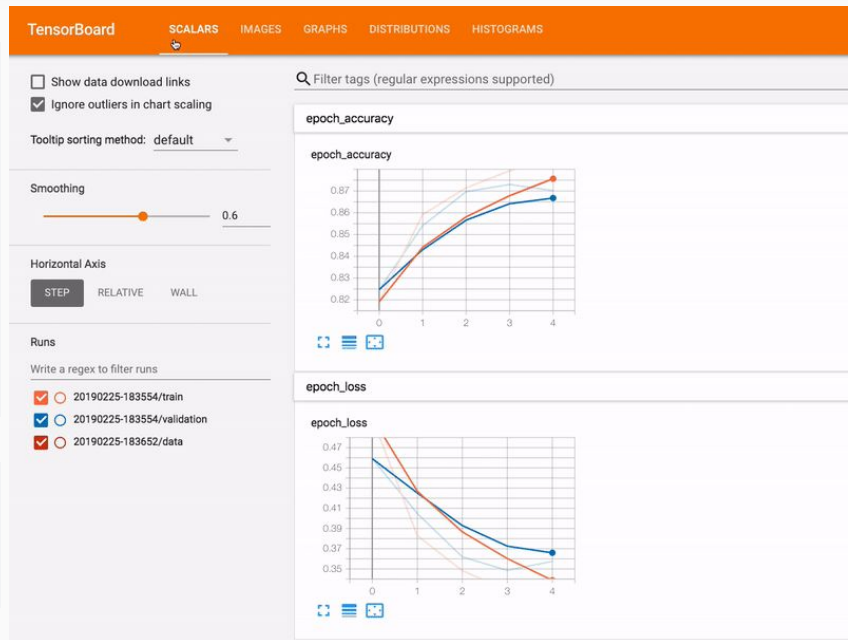 TensorBoard SCALARS IMAGES GRAPHS DISTRIBUTIONS HISTOGRAMS
Show data download links
Ignore outliers in chart scaling
Tooltip sorting method: default
Smoothing
0.6
Horizontal Axis
STEP RELATIVE WALL
Runs
Write a regex to filter runs
20190225-183554/train
20190225-183554/validation
20190225-183652/data
Filter tags (regular expressions supported)
epoch_accuracy
epoch_accuracy
0.87
0.86
0.85
0.84
0.83
0.82
0 1 2 3 4
epoch_loss
epoch_loss
0.47
0.45
0.43
0.41
0.39
0.37
0.35
0 1 2 3 4